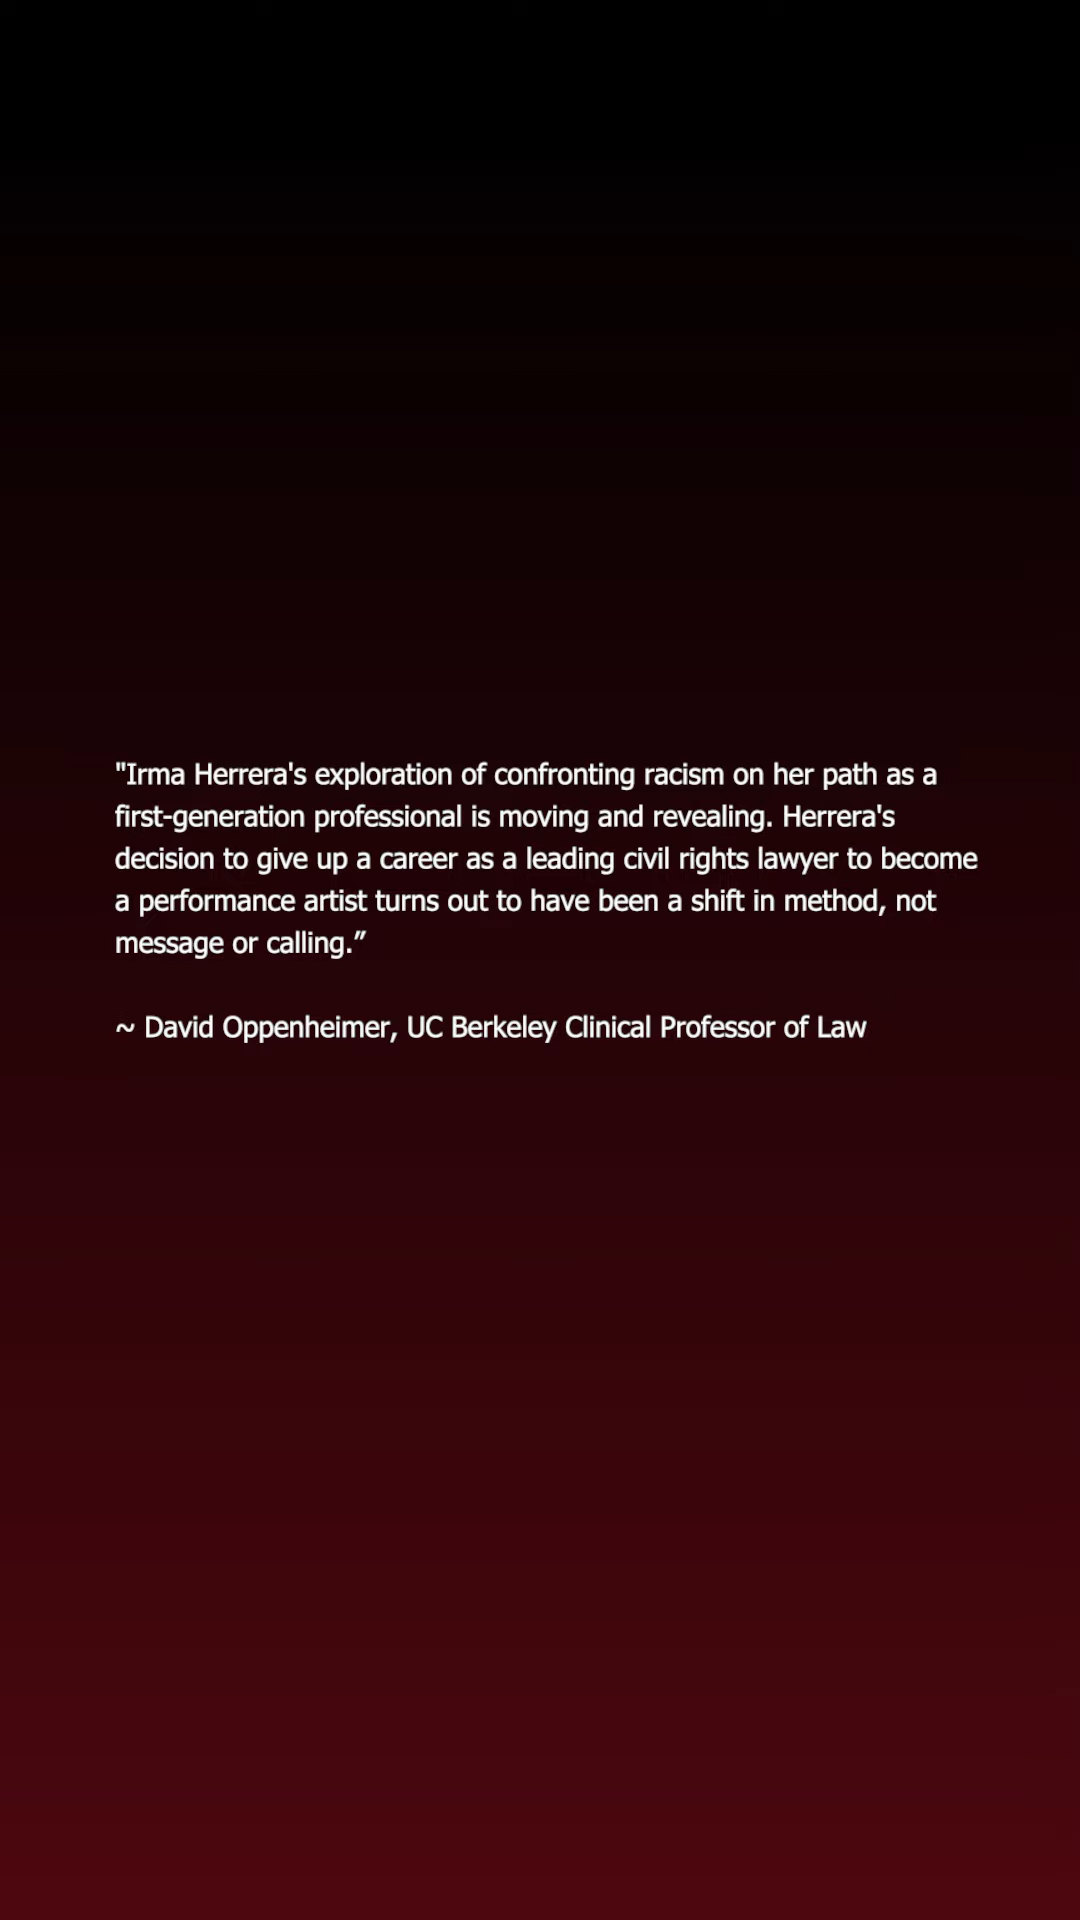 "Irma Herrera's exploration of confronting racism on her path as a
first-generation professional is moving and revealing. Herrera's
decision to give up a career as a leading civil rights lawyer to become
a performance artist turns out to have been a shift in method, not
message or calling.”
~ David Oppenheimer, UC Berkeley Clinical Professor of Law